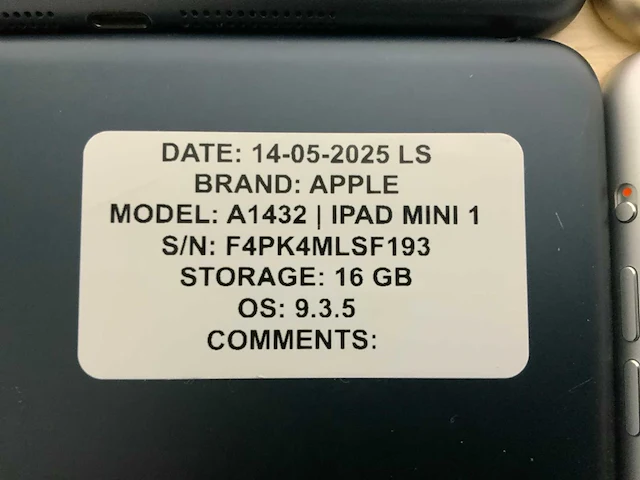 DATE: 14-05-2025 LS
BRAND: APPLE
MODEL: A1432 | IPAD MINI 1
S/N: F4PK4MLSF193
STORAGE: 16 GB
OS: 9.3.5
COMMENTS: